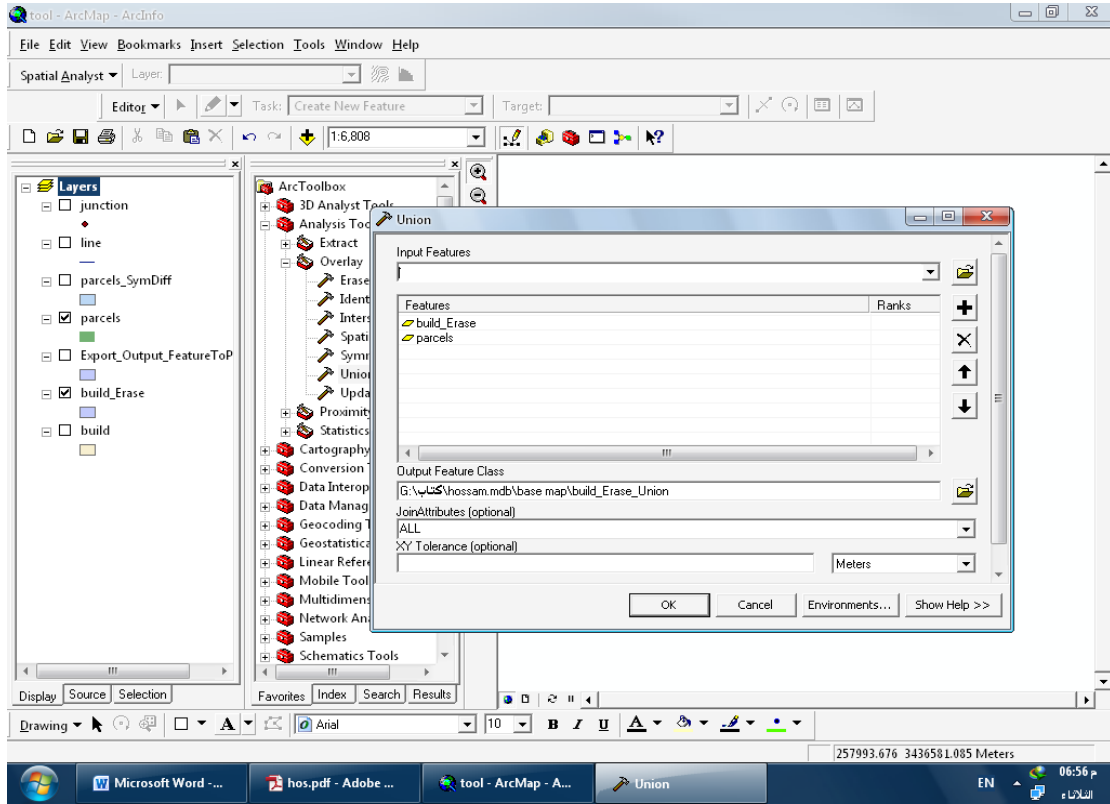 tool - ArcMap - ArcInfo
File Edit View Bookmarks Insert Selection Tools Window Help
Spatial Analyst Layer:
Editor Task: Create New Feature Target:
1:6,808
Layers
junction
line
parcels_SymDiff
parcels
Export_Output_FeatureToP
build_Erase
build
Display Source Selection
ArcToolbox
3D Analyst Tools
Analysis Too
Extract
Overlay
Erase
Ident
Inters
Spati
Symr
Unior
Upda
Proximit
Statistics
Cartography
Conversion T
Data Interop
Data Manag
Geocoding T
Geostatistica
Linear Refere
Mobile Tool
Multidimens
Network Ana
Samples
Schematics Tools
Favorites Index Search Results
Union
Input Features
Features Ranks
build_Erase
parcels
Output Feature Class
G:\كتاب\hossam.mdb\base map\build_Erase_Union
JoinAttributes (optional)
ALL
XY Tolerance (optional)
Meters
OK Cancel Environments... Show Help >>
Drawing A Arial 10 B I U A
257993.676 3436581.085 Meters
Microsoft Word -... hos.pdf - Adobe ... tool - ArcMap - A... Union EN 06:56 م
الثلاثاء